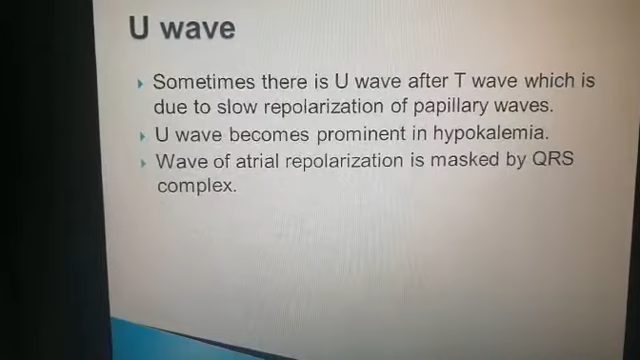 U wave
Sometimes there is U wave after T wave which is
due to slow repolarization of papillary waves.
U wave becomes prominent in hypokalemia.
Wave of atrial repolarization is masked by QRS
complex.